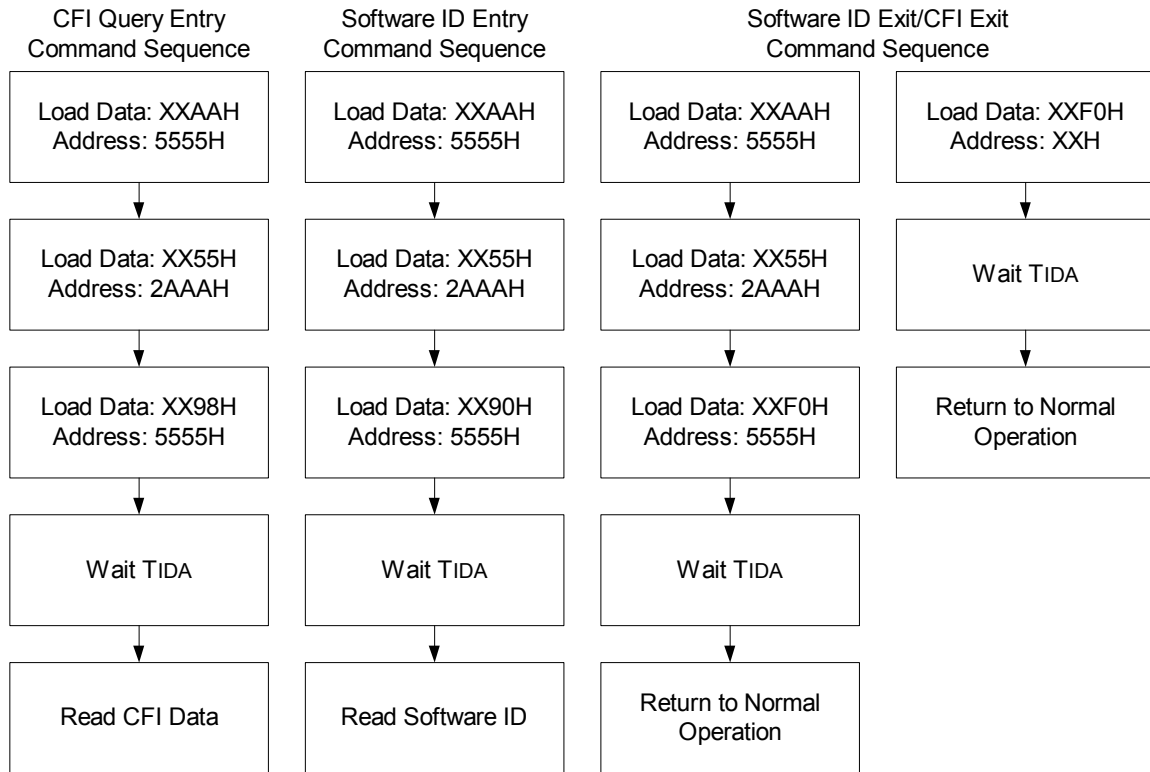 CFI Query Entry
Command Sequence
Load Data: XXAAH
Address: 5555H
Load Data: XX55H
Address: 2AAAH
Load Data: XX98H
Address: 5555H
Wait TIDA
Read CFI Data
Software ID Entry
Command Sequence
Load Data: XXAAH
Address: 5555H
Load Data: XX55H
Address: 2AAAH
Load Data: XX90H
Address: 5555H
Wait TIDA
Read Software ID
Software ID Exit/CFI Exit
Command Sequence
Load Data: XXAAH
Address: 5555H
Load Data: XX55H
Address: 2AAAH
Load Data: XXF0H
Address: 5555H
Wait TIDA
Return to Normal
Operation
Load Data: XXF0H
Address: XXH
Wait TIDA
Return to Normal
Operation